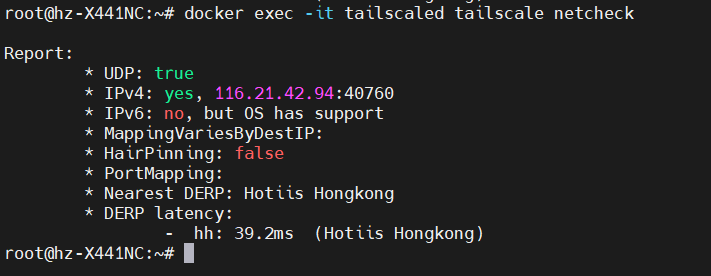 root@hz-X441NC:~# docker exec -it tailscaled tailscale netcheck
Report:
* UDP: true
* IPv4: yes, 116.21.42.94:40760
* IPv6: no, but OS has support
* MappingVariesByDestIP:
* HairPinning: false
* PortMapping:
* Nearest DERP: Hotiis Hongkong
* DERP latency:
- hh: 39.2ms  (Hotiis Hongkong)
root@hz-X441NC:~#